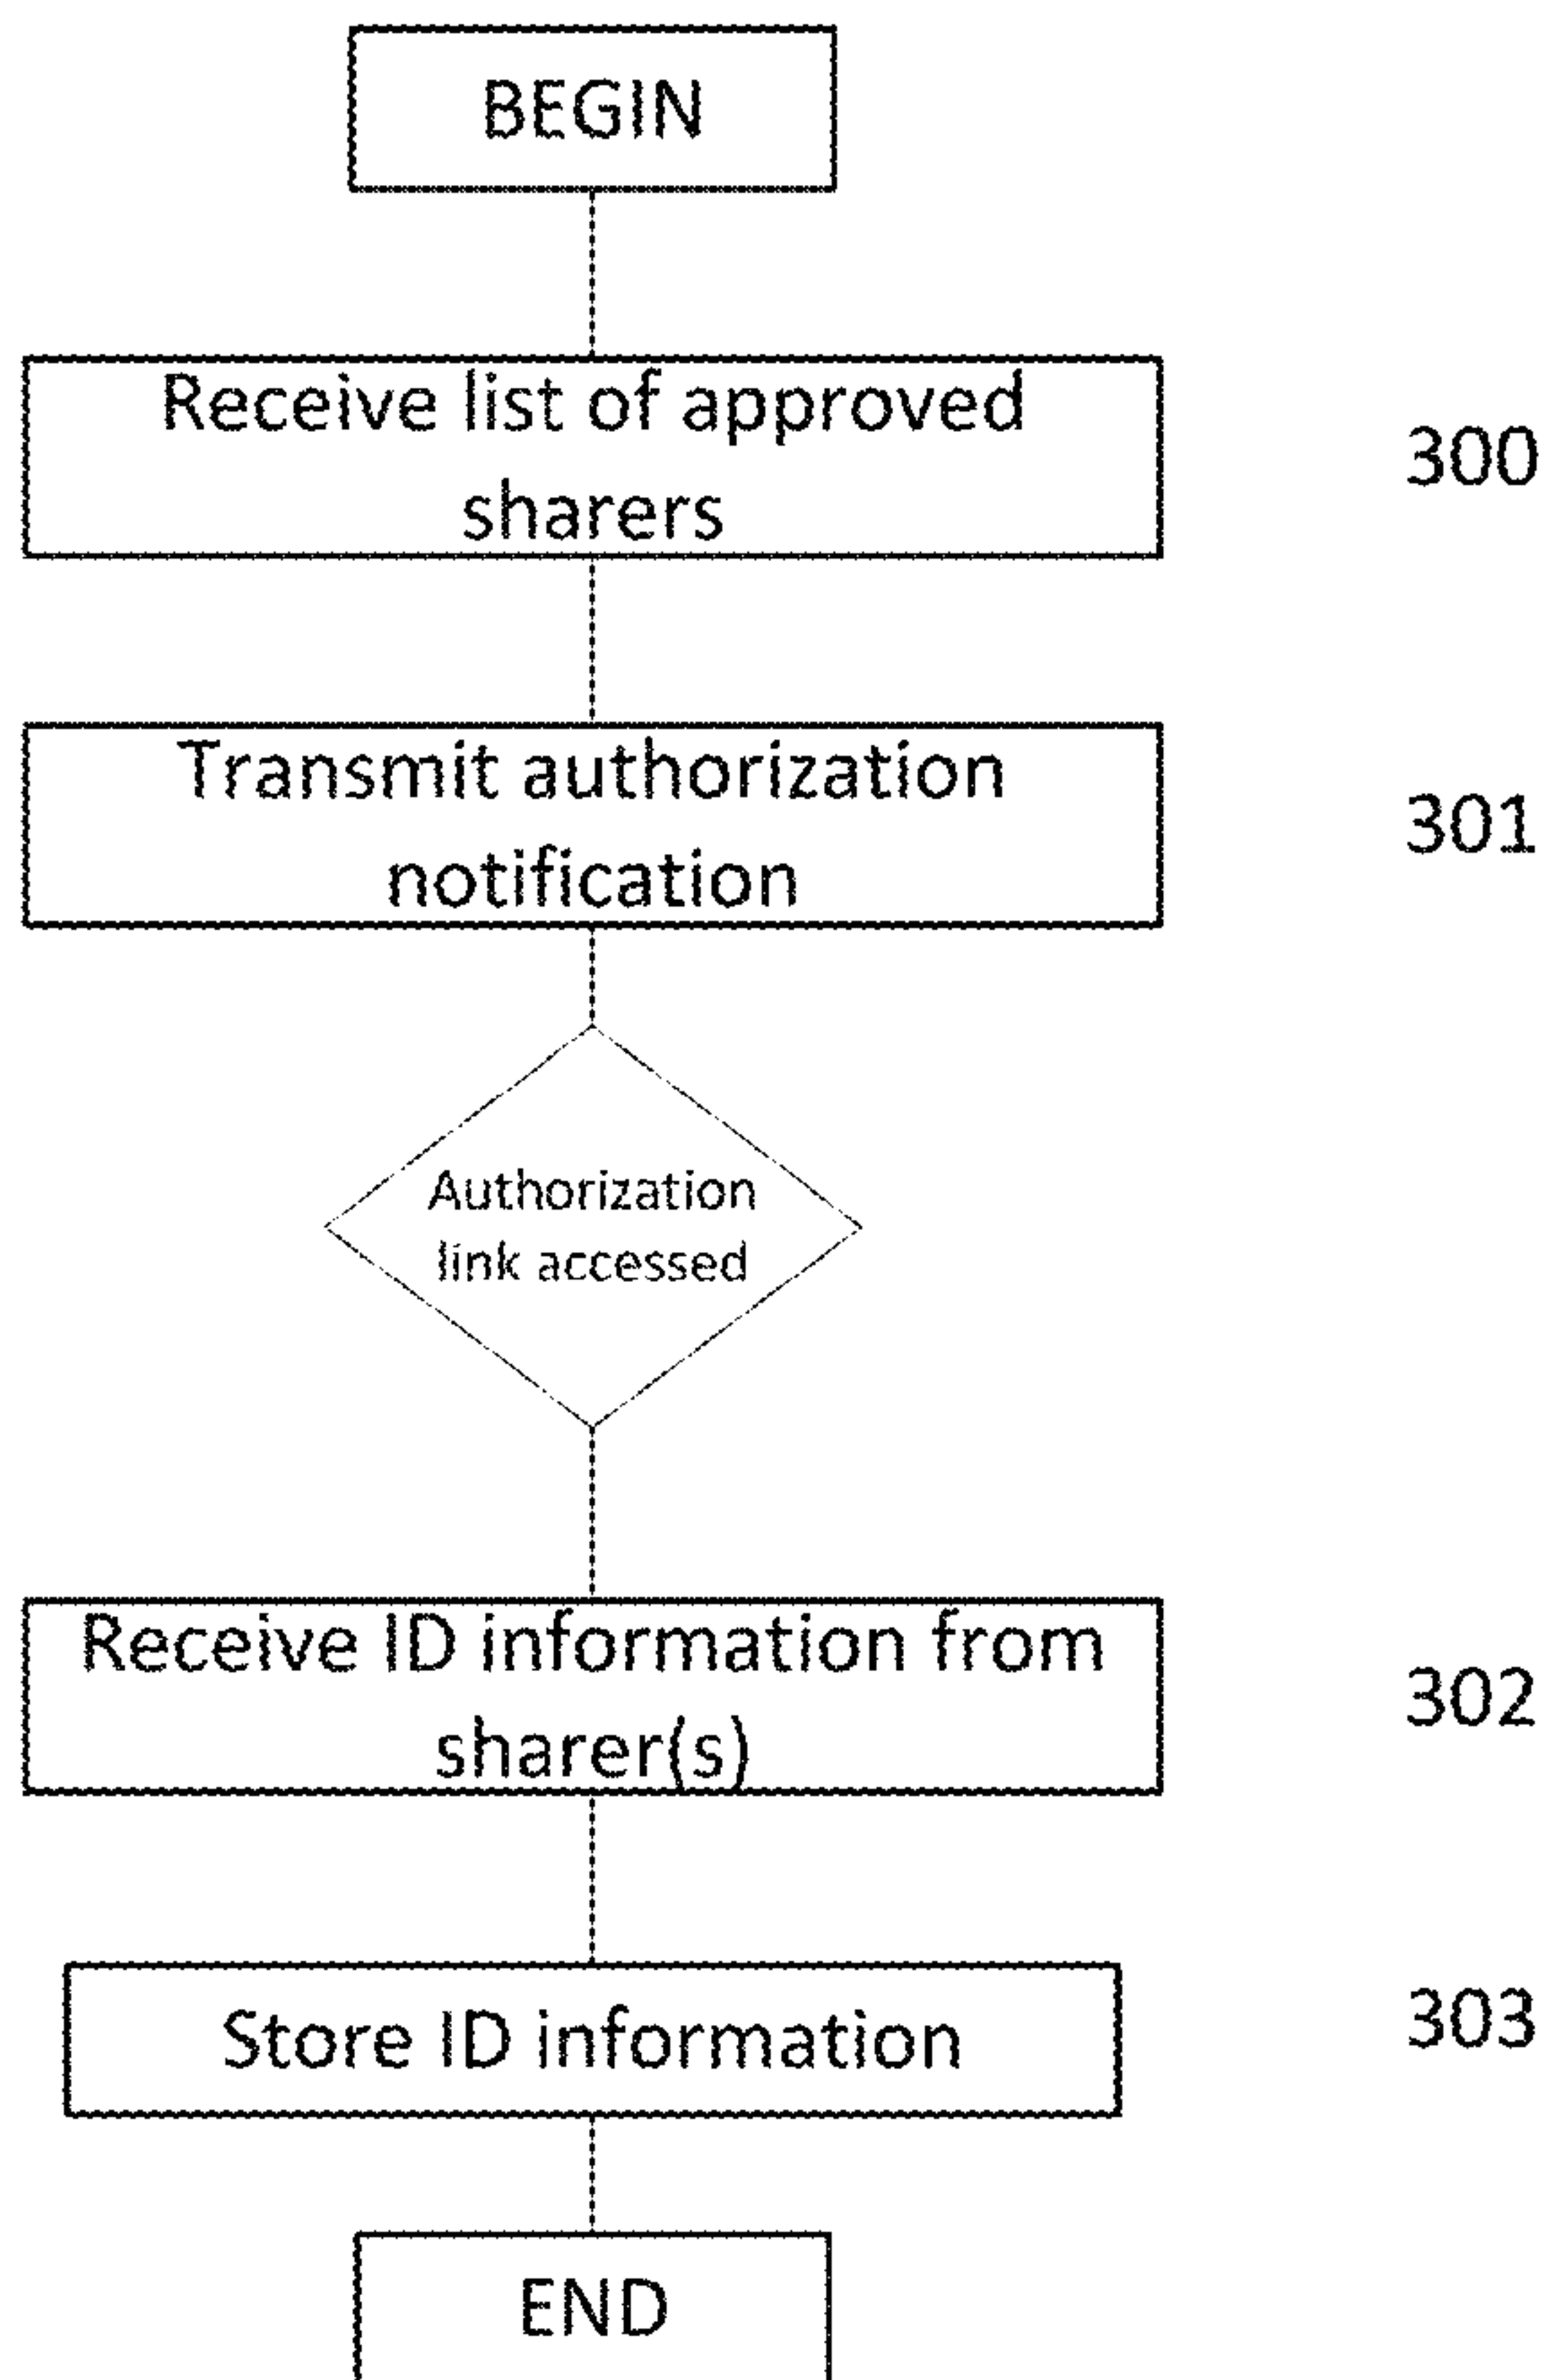 BEGIN
Receive list of approved
sharers
300
Transmit authorization
notification
301
Authorization
link accessed
Receive ID information from
sharer(s)
302
Store ID information
303
END